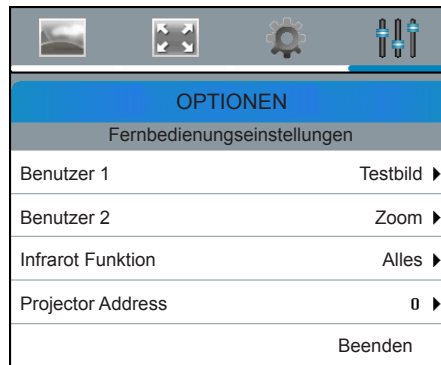 OPTIONEN
Fernbedienungseinstellungen
Benutzer 1 Testbild
Benutzer 2 Zoom
Infrarot Funktion Alles
Projector Address 0
Beenden